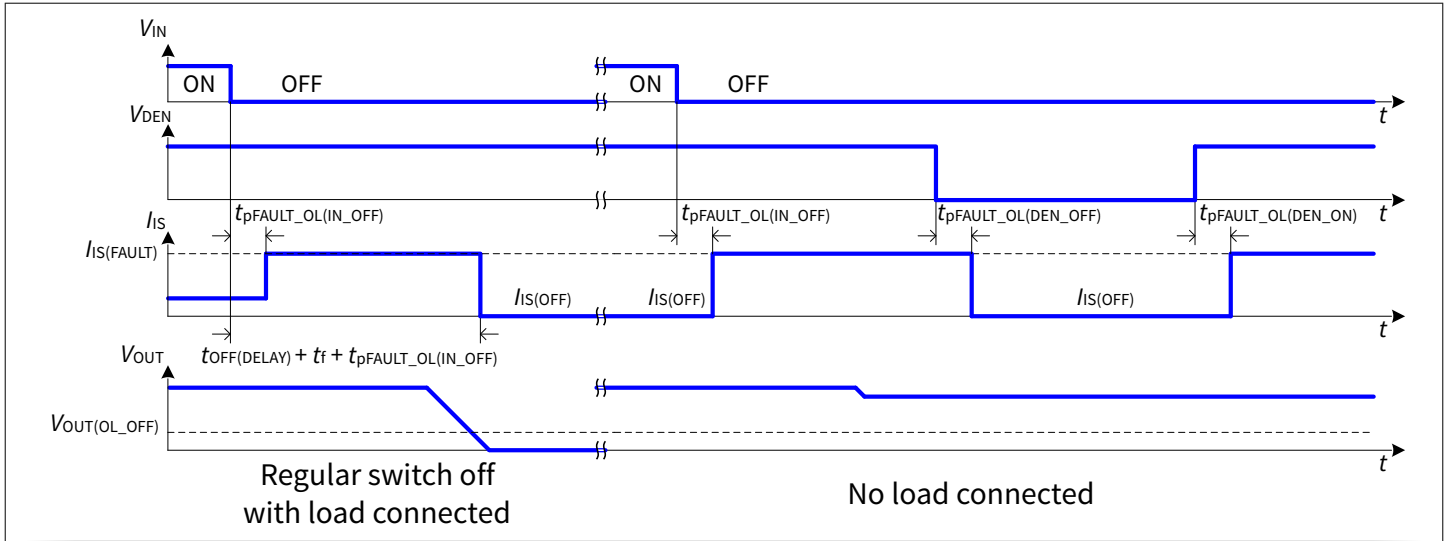 VIN
ON OFF ON OFF
t
VDEN
t
tpFAULT_OL(IN_OFF) tpFAULT_OL(IN_OFF) tpFAULT_OL(DEN_OFF) tpFAULT_OL(DEN_ON)
IIS
IIS(FAULT)
IIS(OFF) IIS(OFF) IIS(OFF)
t
VOUT tOFF(DELAY) + tf + tpFAULT_OL(IN_OFF)
VOUT(OL_OFF)
t
Regular switch off
with load connected
No load connected